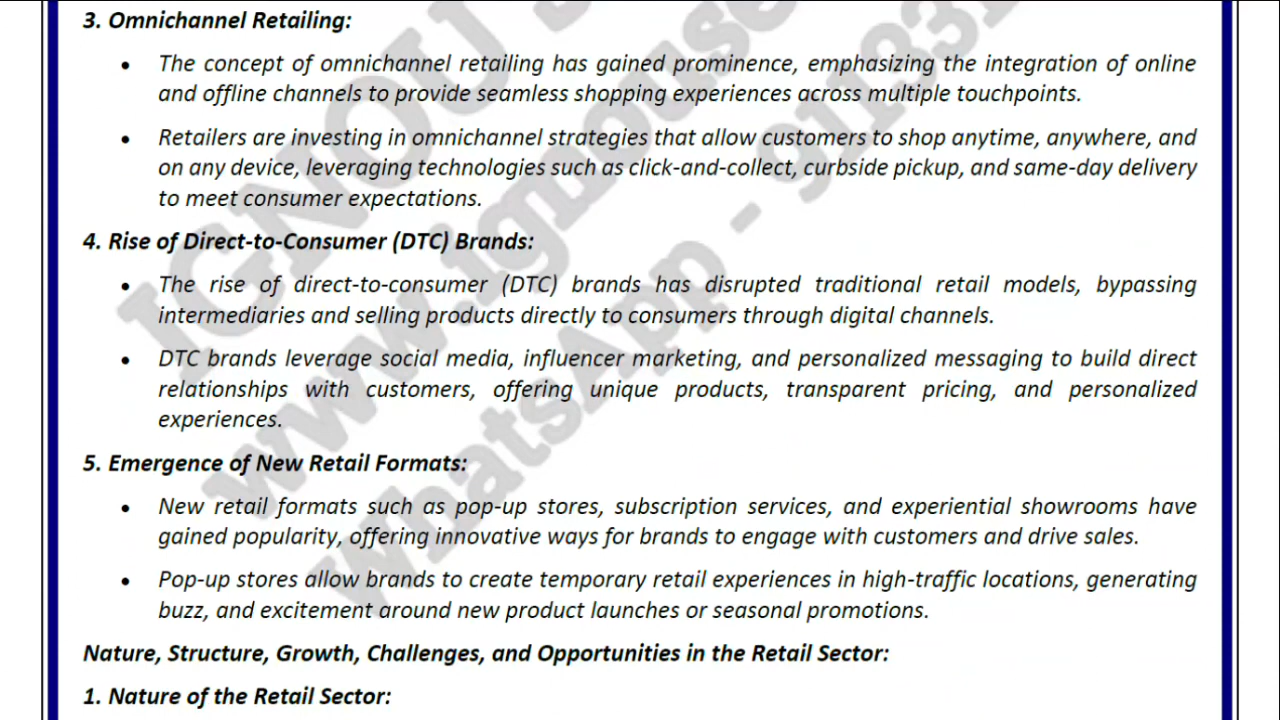 3. Omnichannel Retailing:
• The concept of omnichannel retailing has gained prominence, emphasizing the integration of online
and offline channels to provide seamless shopping experiences across multiple touchpoints.
• Retailers are investing in omnichannel strategies that allow customers to shop anytime, anywhere, and
on any device, leveraging technologies such as click-and-collect, curbside pickup, and same-day delivery
to meet consumer expectations.
4. Rise of Direct-to-Consumer (DTC) Brands:
• The rise of direct-to-consumer (DTC) brands has disrupted traditional retail models, bypassing
intermediaries and selling products directly to consumers through digital channels.
• DTC brands leverage social media, influencer marketing, and personalized messaging to build direct
relationships with customers, offering unique products, transparent pricing, and personalized
experiences.
5. Emergence of New Retail Formats:
• New retail formats such as pop-up stores, subscription services, and experiential showrooms have
gained popularity, offering innovative ways for brands to engage with customers and drive sales.
• Pop-up stores allow brands to create temporary retail experiences in high-traffic locations, generating
buzz, and excitement around new product launches or seasonal promotions.
Nature, Structure, Growth, Challenges, and Opportunities in the Retail Sector:
1. Nature of the Retail Sector:
IGNOU
www.ignouse
WhatsApp -